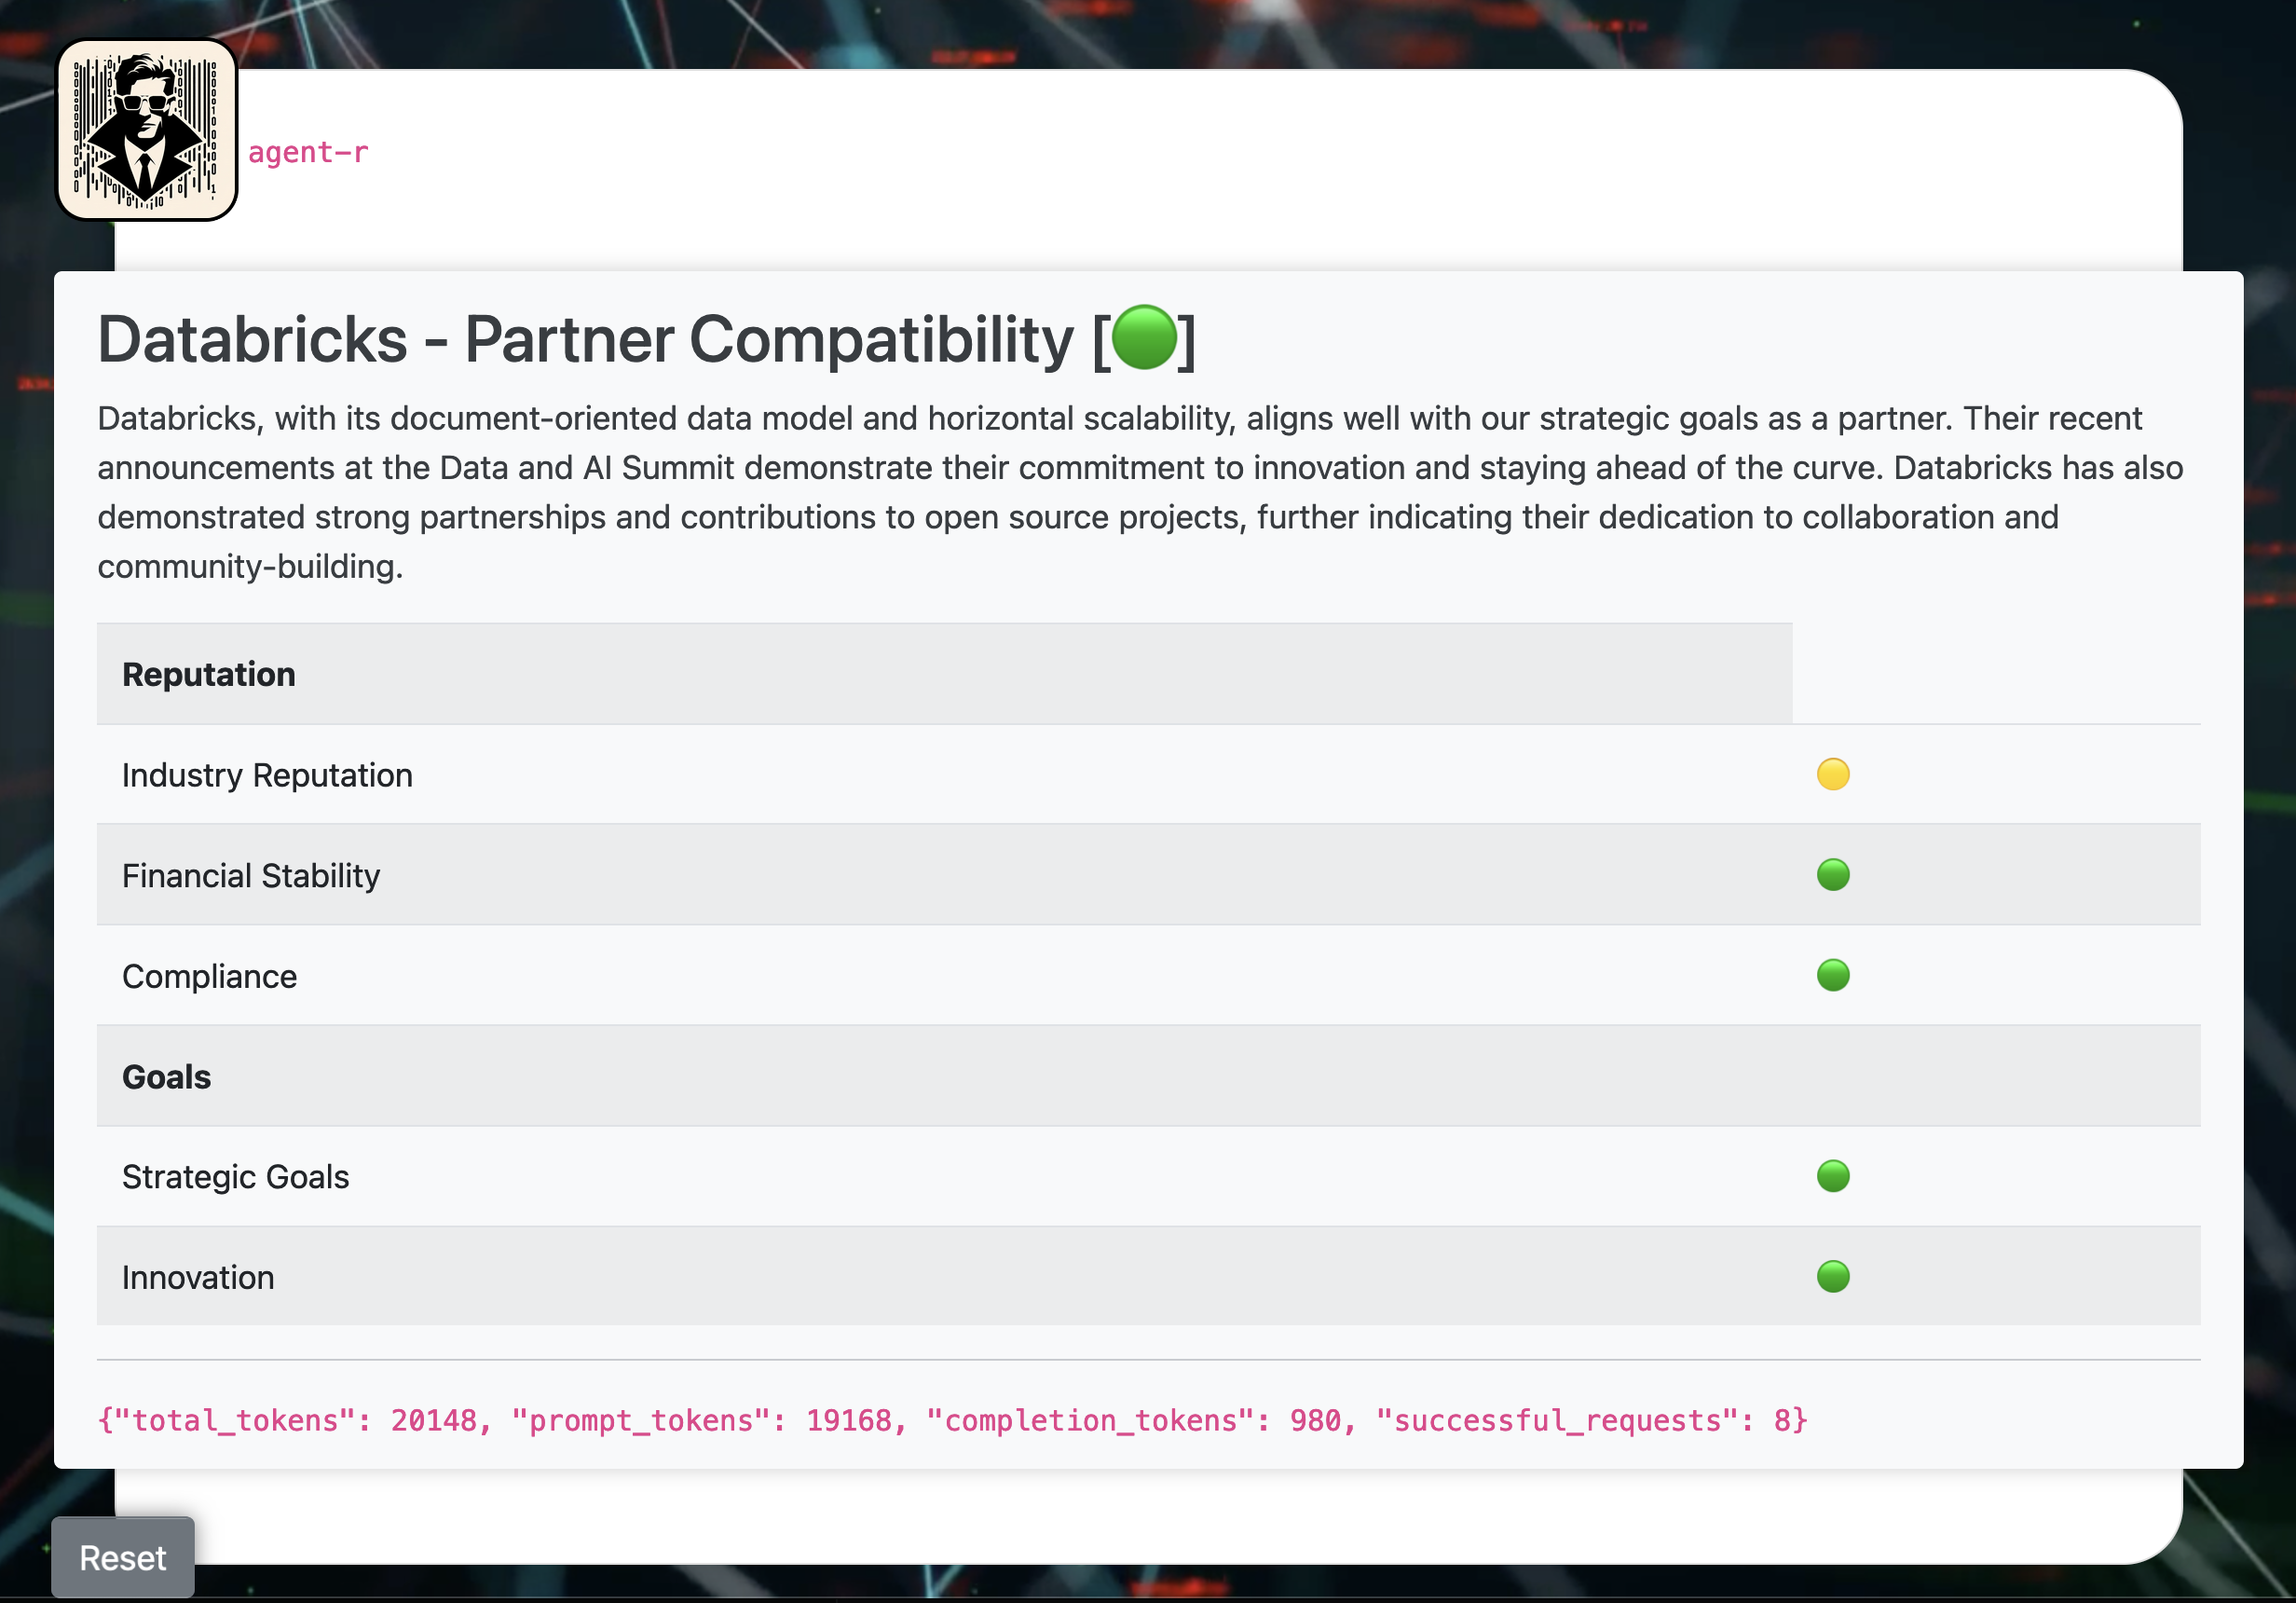 agent-r
Databricks - Partner Compatibility [🟢]
Databricks, with its document-oriented data model and horizontal scalability, aligns well with our strategic goals as a partner. Their recent
announcements at the Data and AI Summit demonstrate their commitment to innovation and staying ahead of the curve. Databricks has also
demonstrated strong partnerships and contributions to open source projects, further indicating their dedication to collaboration and
community-building.
Reputation
Industry Reputation 🟡
Financial Stability 🟢
Compliance 🟢
Goals
Strategic Goals 🟢
Innovation 🟢
{"total_tokens": 20148, "prompt_tokens": 19168, "completion_tokens": 980, "successful_requests": 8}
Reset